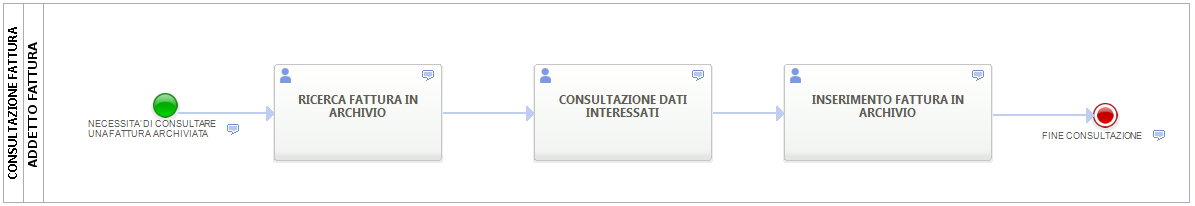 CONSULTAZIONE FATTURA
ADDETTO FATTURA
NECESSITA' DI CONSULTARE
UNA FATTURA ARCHIVIATA
RICERCA FATTURA IN
ARCHIVIO
CONSULTAZIONE DATI
INTERESSATI
INSERIMENTO FATTURA IN
ARCHIVIO
FINE CONSULTAZIONE